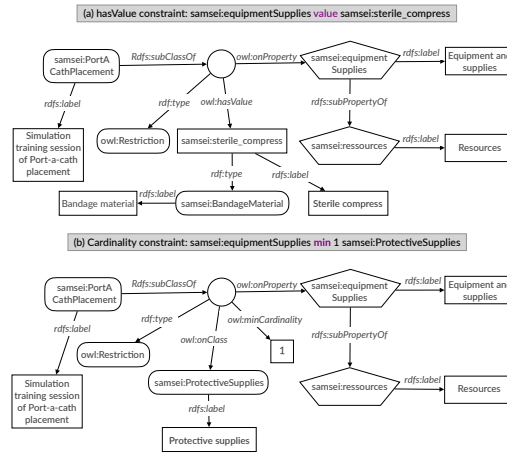 (a) hasValue constraint: samsei:equipmentSupplies value samsei:sterile_compress
samsei:PortA
CathPlacement
Rdfs:subClassOf
owl:onProperty
samsei:equipment
Supplies
rdfs:label
Equipment and
supplies
rdfs:label
rdf:type
owl:hasValue
rdfs:subPropertyOf
Simulation
training session
of Port-a-cath
placement
owl:Restriction
samsei:sterile_compress
samsei:ressources
rdfs:label
Resources
rdf:type
rdfs:label
Bandage material
rdfs:label
samsei:BandageMaterial
Sterile compress
(b) Cardinality constraint: samsei:equipmentSupplies min 1 samsei:ProtectiveSupplies
samsei:PortA
CathPlacement
Rdfs:subClassOf
owl:onProperty
samsei:equipment
Supplies
rdfs:label
Equipment and
supplies
rdfs:label
rdf:type
owl:minCardinality
rdfs:subPropertyOf
owl:onClass
owl:Restriction
1
Simulation
training session
of Port-a-cath
placement
samsei:ProtectiveSupplies
samsei:ressources
rdfs:label
Resources
rdfs:label
Protective supplies